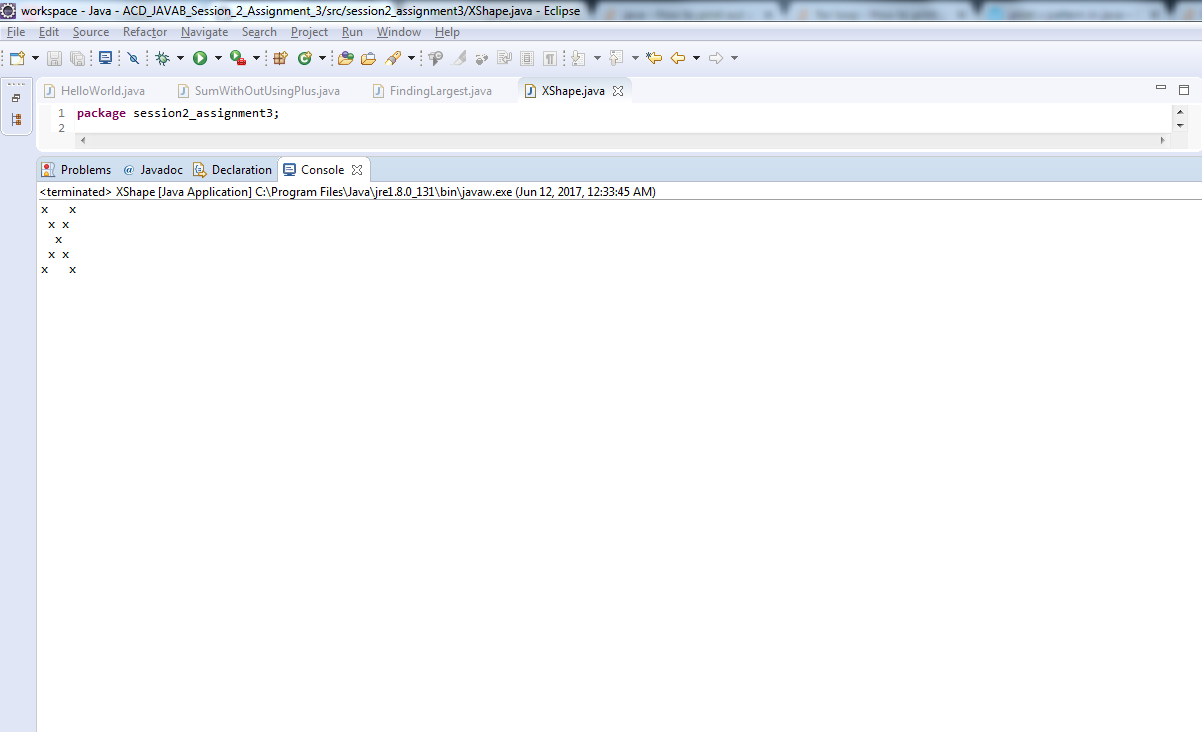 workspace - Java - ACD_JAVAB_Session_2_Assignment_3/src/session2_assignment3/XShape.java - Eclipse
File Edit Source Refactor Navigate Search Project Run Window Help
HelloWorld.java SumWithOutUsingPlus.java FindingLargest.java XShape.java
1 package session2_assignment3;
2
Problems @ Javadoc Declaration Console
<terminated> XShape [Java Application] C:\Program Files\Java\jre1.8.0_131\bin\javaw.exe (Jun 12, 2017, 12:33:45 AM)
x   x
 x x
  x
 x x
x   x